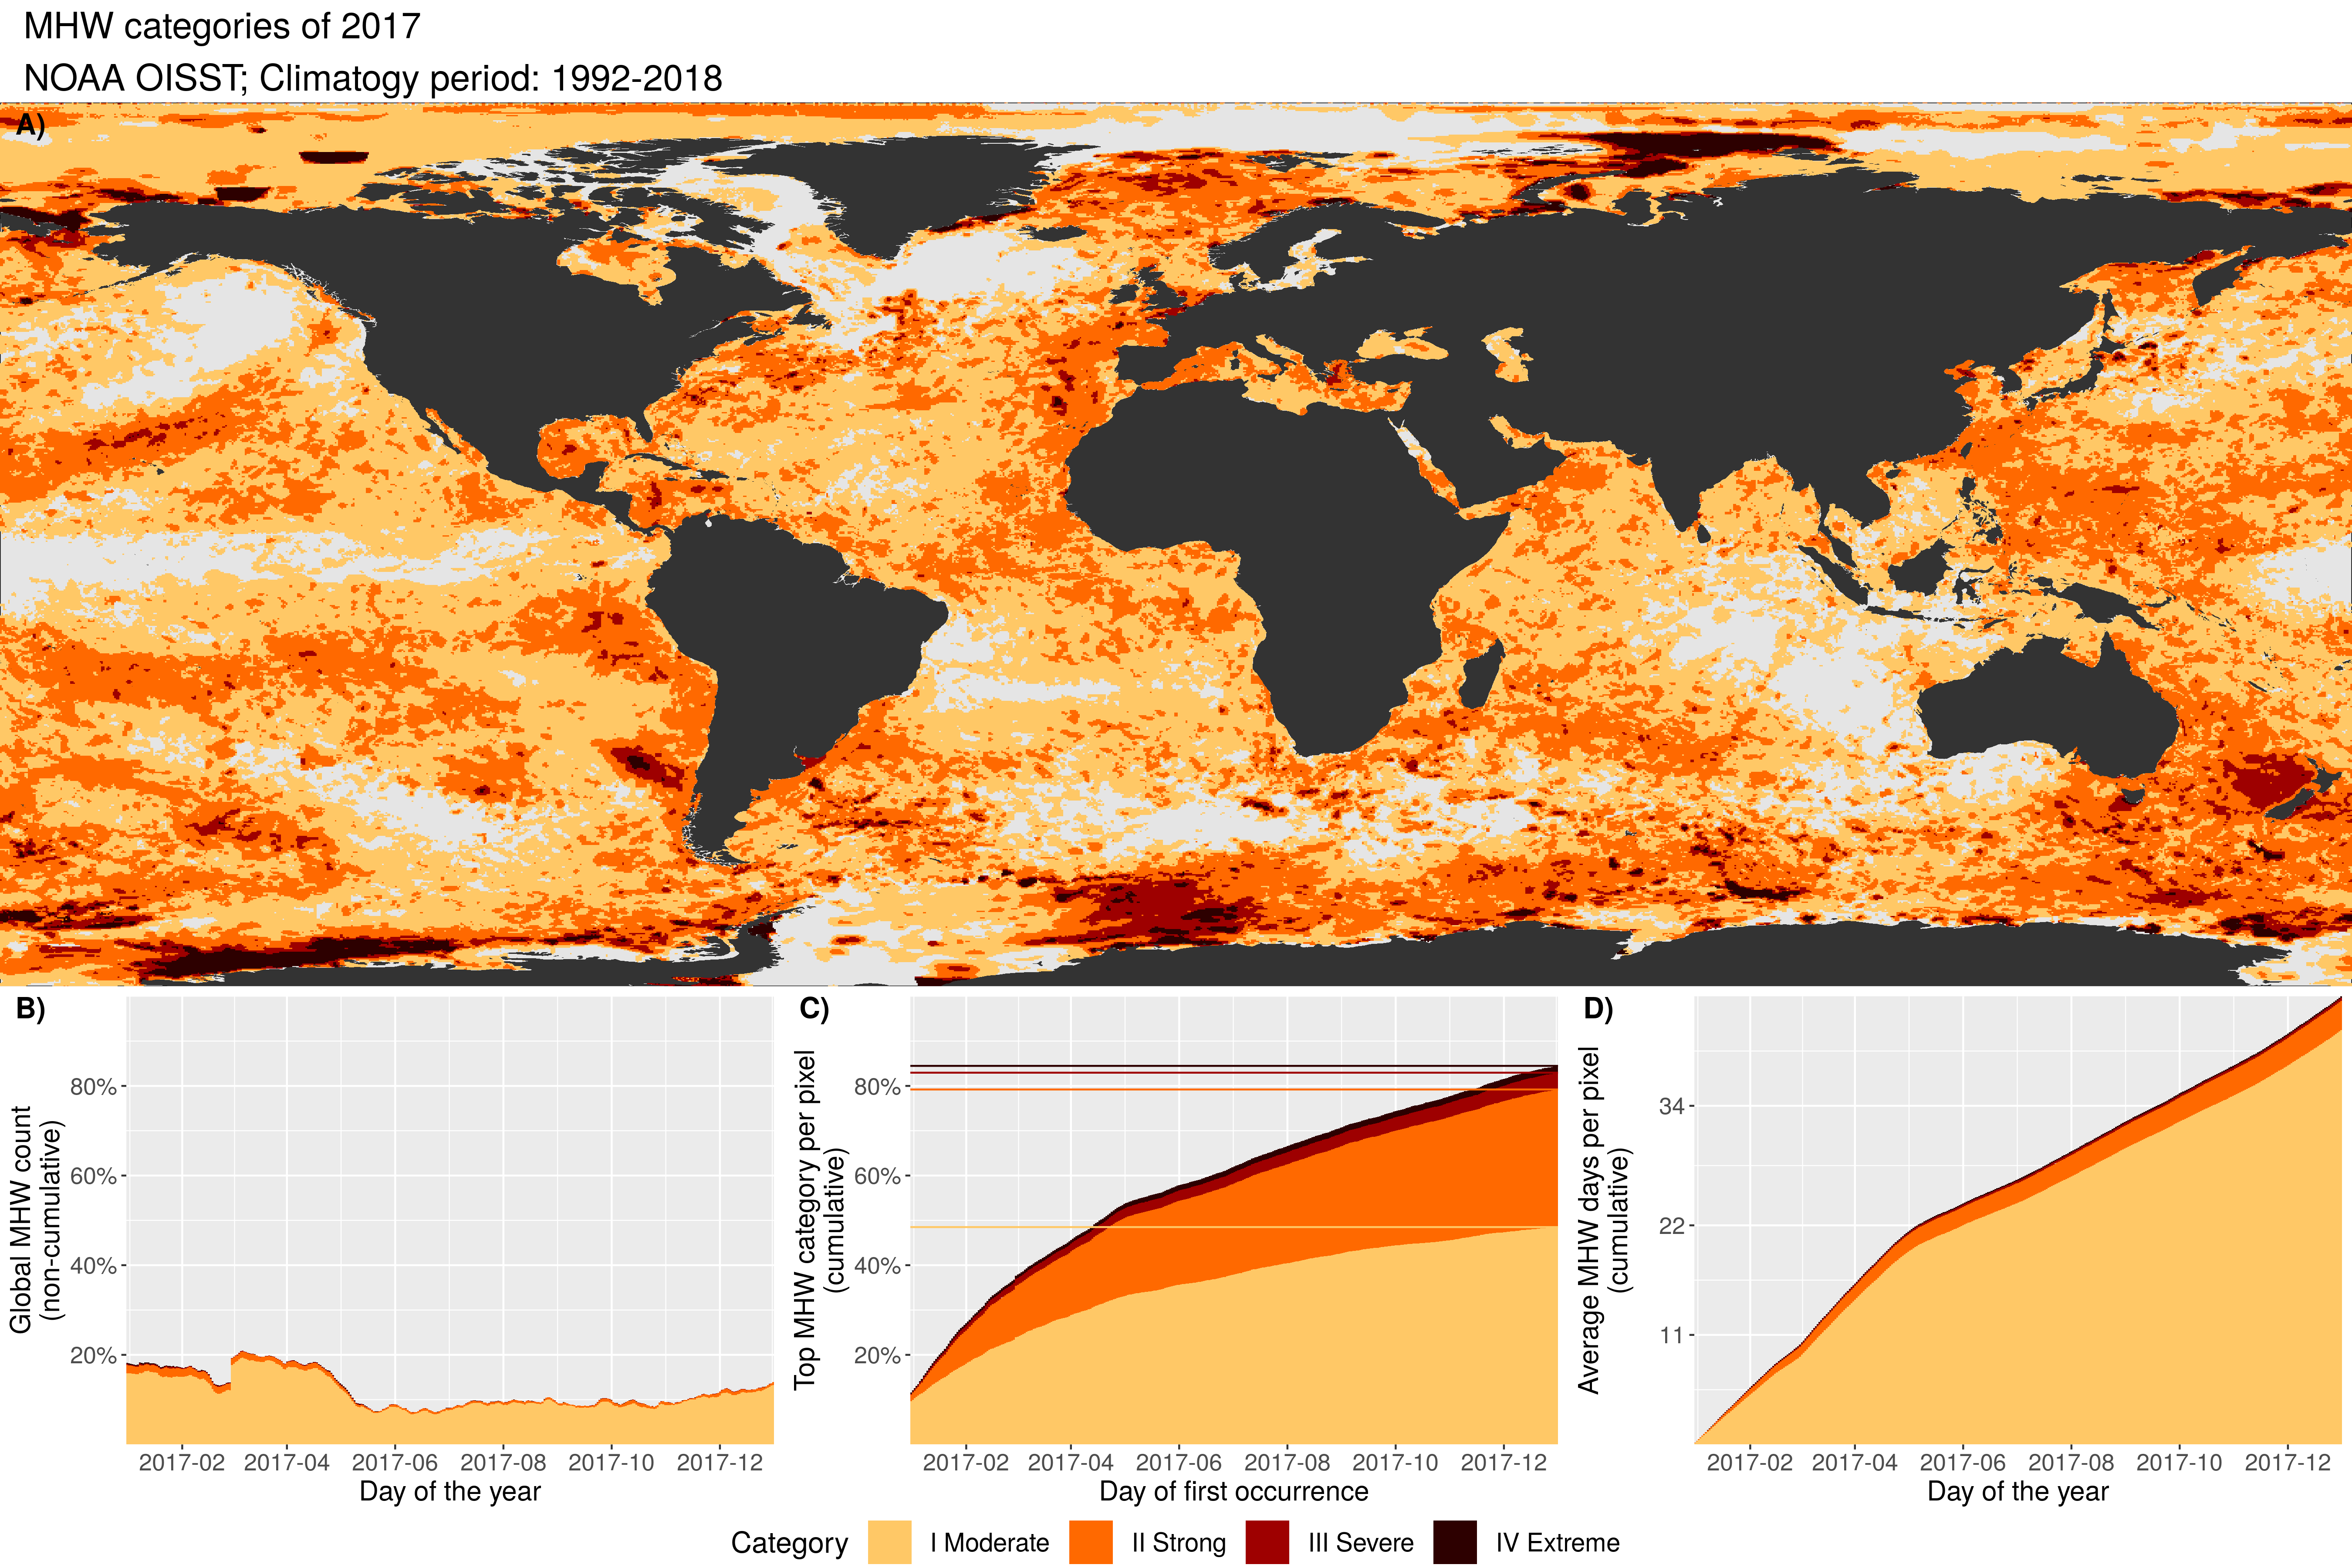 MHW categories of 2017
NOAA OISST; Climatogy period: 1992-2018
A)
B)
Global MHW count
(non-cumulative)
80%
60%
40%
20%
2017-02 2017-04 2017-06 2017-08 2017-10 2017-12
Day of the year
C)
Top MHW category per pixel
(cumulative)
80%
60%
40%
20%
2017-02 2017-04 2017-06 2017-08 2017-10 2017-12
Day of first occurrence
D)
Average MHW days per pixel
(cumulative)
34
22
11
2017-02 2017-04 2017-06 2017-08 2017-10 2017-12
Day of the year
Category I Moderate II Strong III Severe IV Extreme